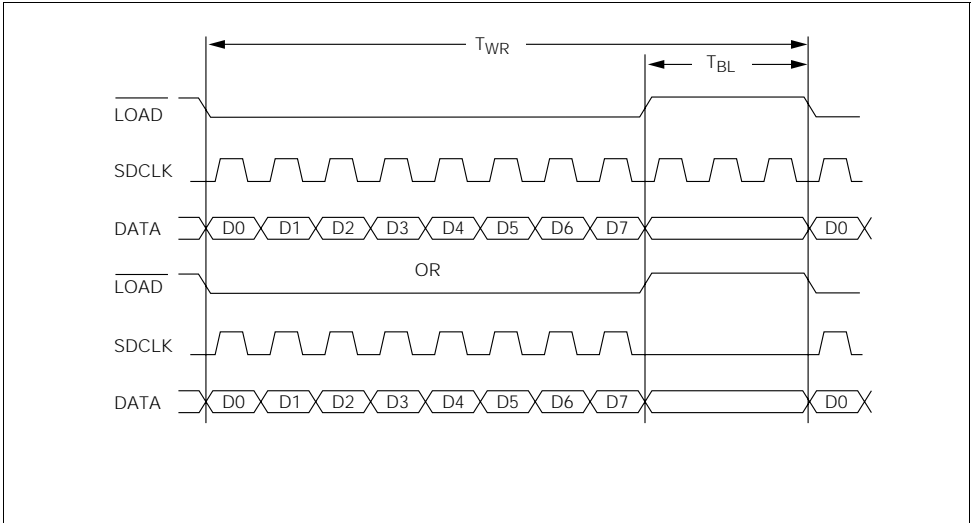 TWR
TBL
LOAD
SDCLK
DATA D0 D1 D2 D3 D4 D5 D6 D7 D0
OR
LOAD
SDCLK
DATA D0 D1 D2 D3 D4 D5 D6 D7 D0